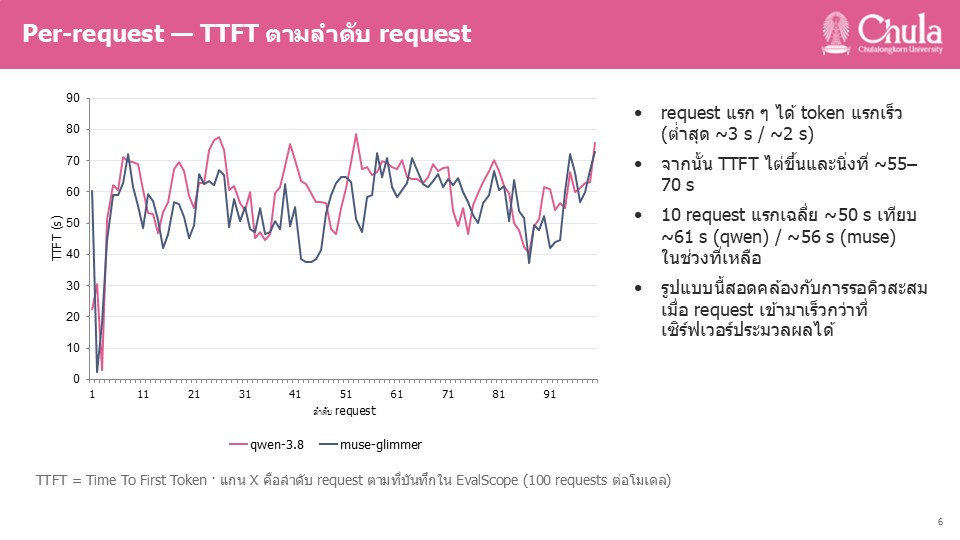 Per-request — TTFT ตามลำดับ request
Chula
Chulalongkorn University
90
80
70
60
50
40
30
20
10
0
TTFT (s)
1 11 21 31 41 51 61 71 81 91
ลำดับ request
qwen-3.8 muse-glimmer
• request แรก ๆ ได้ token แรกเร็ว
(ต่ำสุด ~3 s / ~2 s)
• จากนั้น TTFT ไต่ขึ้นและนิ่งที่ ~55–
70 s
• 10 request แรกเฉลี่ย ~50 s เทียบ
~61 s (qwen) / ~56 s (muse)
ในช่วงที่เหลือ
• รูปแบบนี้สอดคล้องกับการรอคิวสะสม
เมื่อ request เข้ามาเร็วกว่าที่
เซิร์ฟเวอร์ประมวลผลได้
TTFT = Time To First Token · แกน X คือลำดับ request ตามที่บันทึกใน EvalScope (100 requests ต่อโมเดล)
6